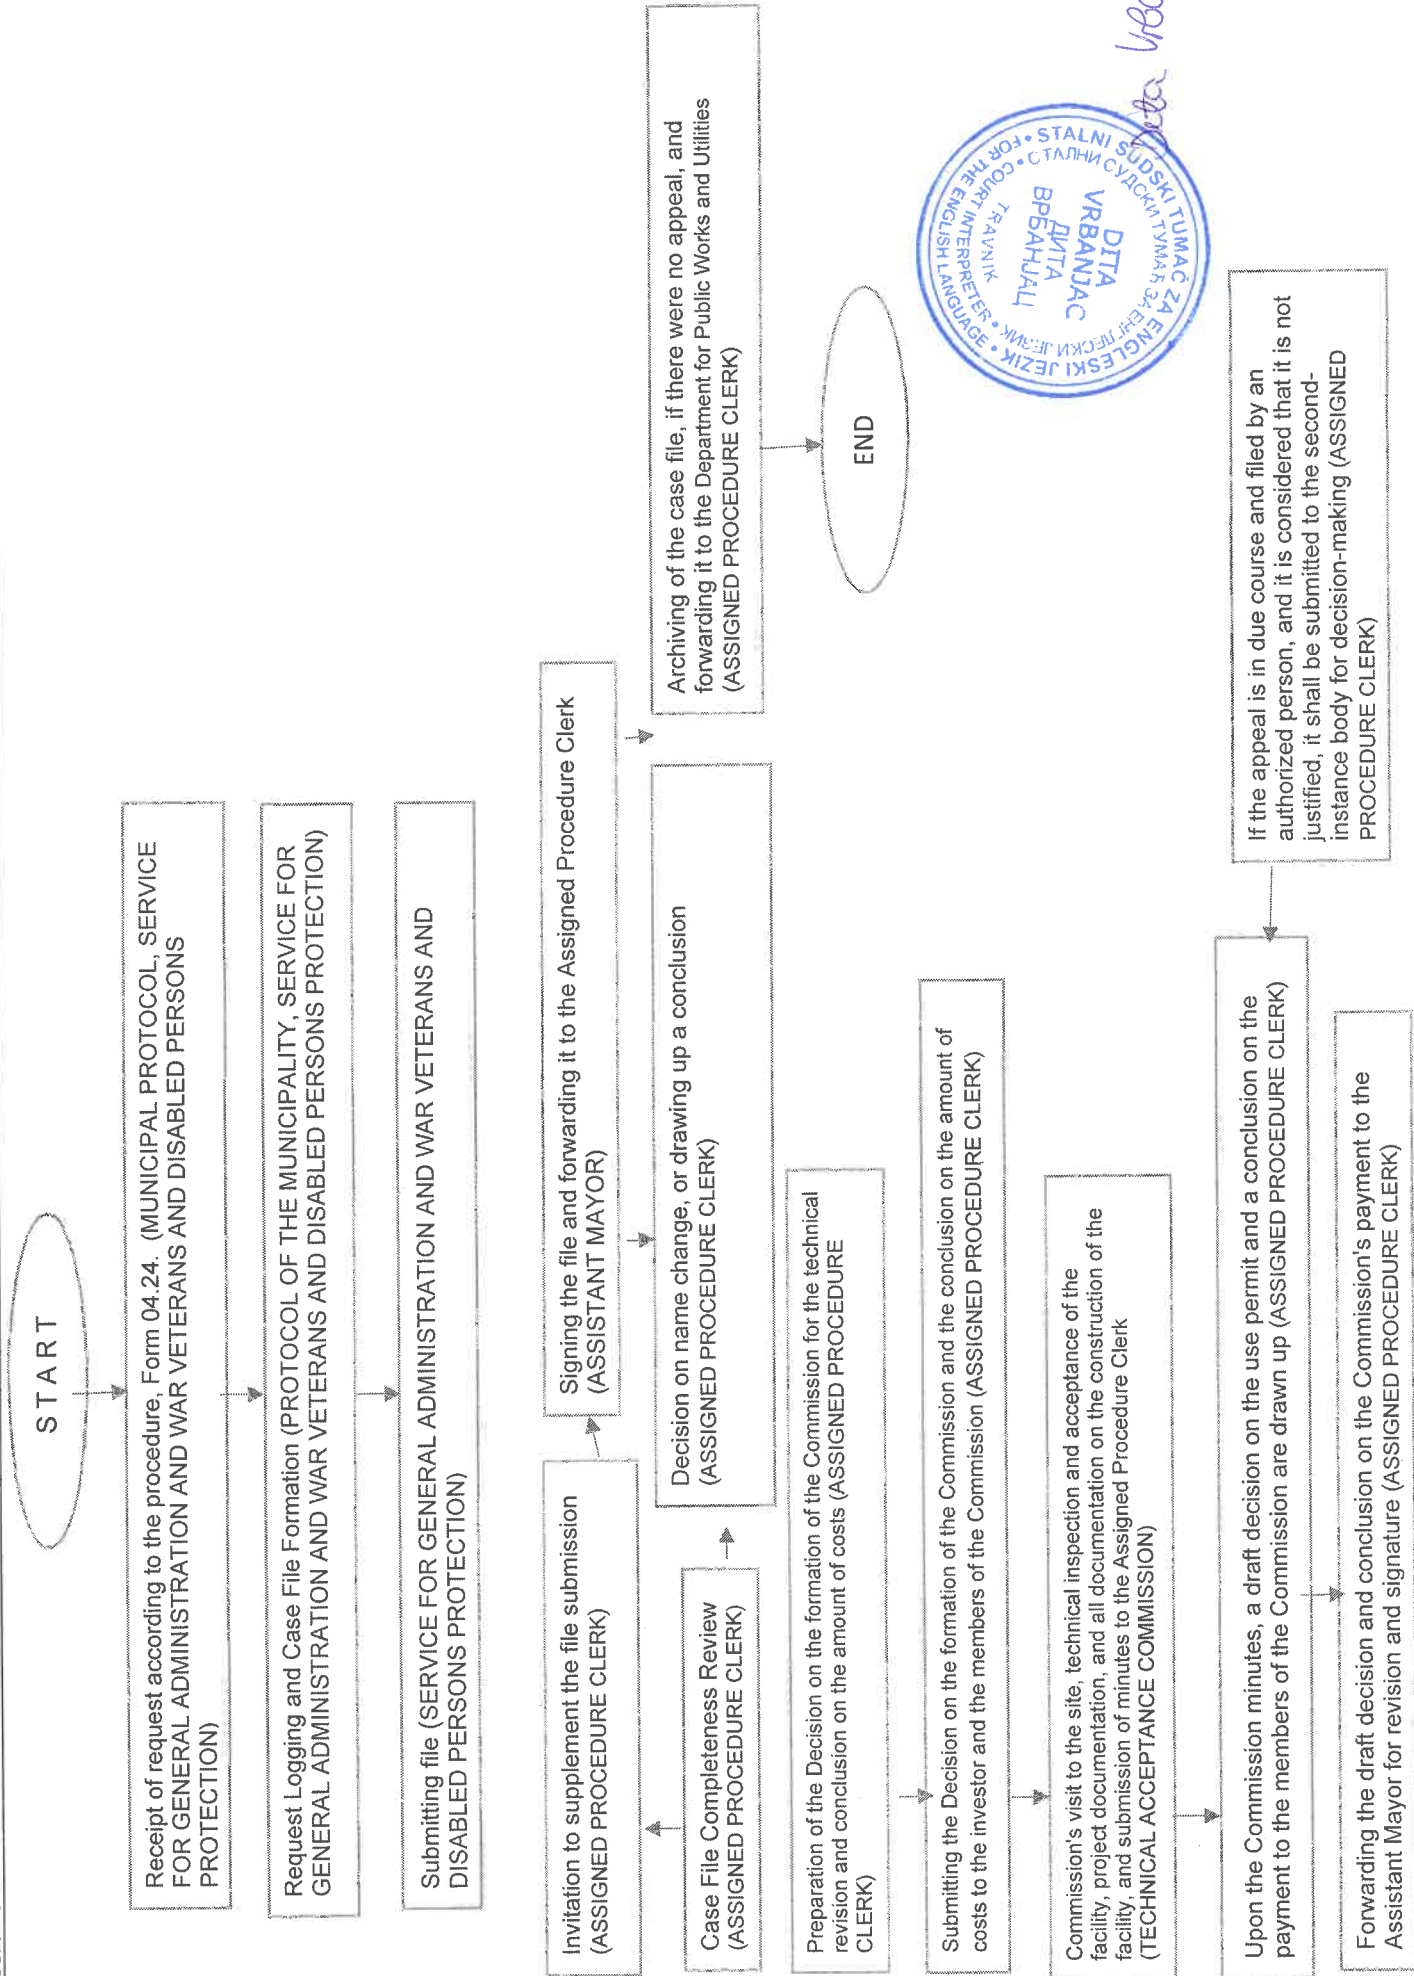 START
Receipt of request according to the procedure, Form 04.24. (MUNICIPAL PROTOCOL, SERVICE
FOR GENERAL ADMINISTRATION AND WAR VETERANS AND DISABLED PERSONS
PROTECTION)
Request Logging and Case File Formation (PROTOCOL OF THE MUNICIPALITY, SERVICE FOR
GENERAL ADMINISTRATION AND WAR VETERANS AND DISABLED PERSONS PROTECTION)
Submitting file (SERVICE FOR GENERAL ADMINISTRATION AND WAR VETERANS AND
DISABLED PERSONS PROTECTION)
Invitation to supplement the file submission
(ASSIGNED PROCEDURE CLERK)
Signing the file and forwarding it to the Assigned Procedure Clerk
(ASSISTANT MAYOR)
Case File Completeness Review
(ASSIGNED PROCEDURE CLERK)
Decision on name change, or drawing up a conclusion
(ASSIGNED PROCEDURE CLERK)
Archiving of the case file, if there were no appeal, and
forwarding it to the Department for Public Works and Utilities
(ASSIGNED PROCEDURE CLERK)
END
Preparation of the Decision on the formation of the Commission for the technical
revision and conclusion on the amount of costs (ASSIGNED PROCEDURE
CLERK)
Submitting the Decision on the formation of the Commission and the conclusion on the amount of
costs to the investor and the members of the Commission (ASSIGNED PROCEDURE CLERK)
Commission's visit to the site, technical inspection and acceptance of the
facility, project documentation, and all documentation on the construction of the
facility, and submission of minutes to the Assigned Procedure Clerk
(TECHNICAL ACCEPTANCE COMMISSION)
Upon the Commission minutes, a draft decision on the use permit and a conclusion on the
payment to the members of the Commission are drawn up (ASSIGNED PROCEDURE CLERK)
If the appeal is in due course and filed by an
authorized person, and it is considered that it is not
justified, it shall be submitted to the second-
instance body for decision-making (ASSIGNED
PROCEDURE CLERK)
Forwarding the draft decision and conclusion on the Commission's payment to the
Assistant Mayor for revision and signature (ASSIGNED PROCEDURE CLERK)
STALNI SUDSKI TUMAČ ZA ENGLESKI JEZIK •
FOR THE ENGLISH LANGUAGE •
СТАЛНИ СУДСКИ ТУМАЧ ЗА ЕНГЛЕСКИ ЈЕЗИК •
COURT INTERPRETER •
DITA
VRBANJAC
ДИТА
ВРБАЊАЦ
TRAVNIK